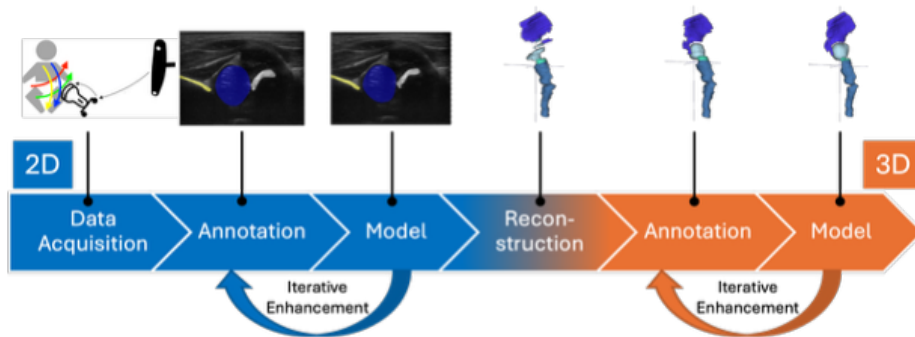 2D
3D
Data
Acquisition
Annotation
Model
Recon-
struction
Annotation
Model
Iterative
Enhancement
Iterative
Enhancement